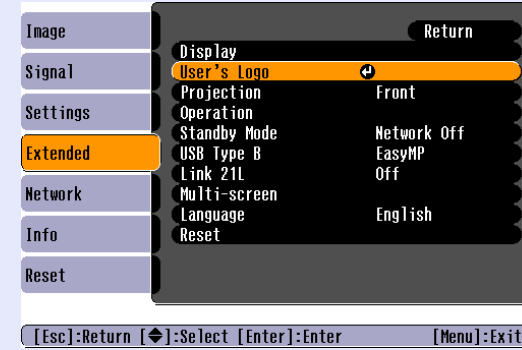 Image
Signal
Settings
Extended
Network
Info
Reset
Return
Display
User's Logo
Projection Front
Operation
Standby Mode Network Off
USB Type B EasyMP
Link 21L Off
Multi-screen
Language English
Reset
[Esc]:Return [◆]:Select [Enter]:Enter [Menu]:Exit